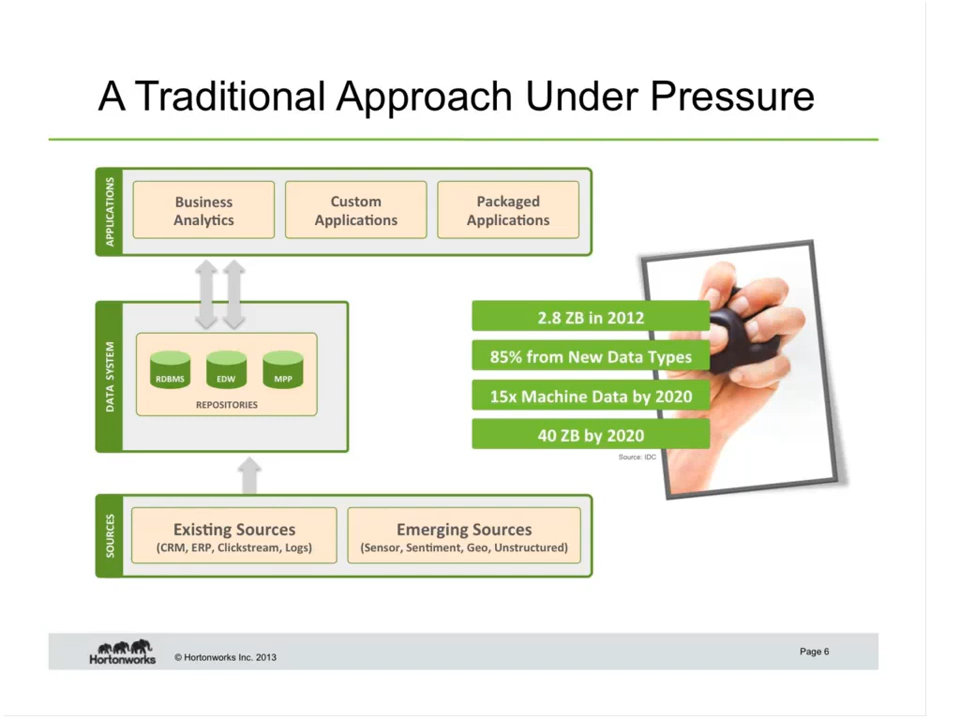 A Traditional Approach Under Pressure
APPLICATIONS
Business
Analytics
Custom
Applications
Packaged
Applications
DATA SYSTEM
RDBMS
EDW
MPP
REPOSITORIES
2.8 ZB in 2012
85% from New Data Types
15x Machine Data by 2020
40 ZB by 2020
Source: IDC
SOURCES
Existing Sources
(CRM, ERP, Clickstream, Logs)
Emerging Sources
(Sensor, Sentiment, Geo, Unstructured)
Hortonworks
© Hortonworks Inc. 2013
Page 6